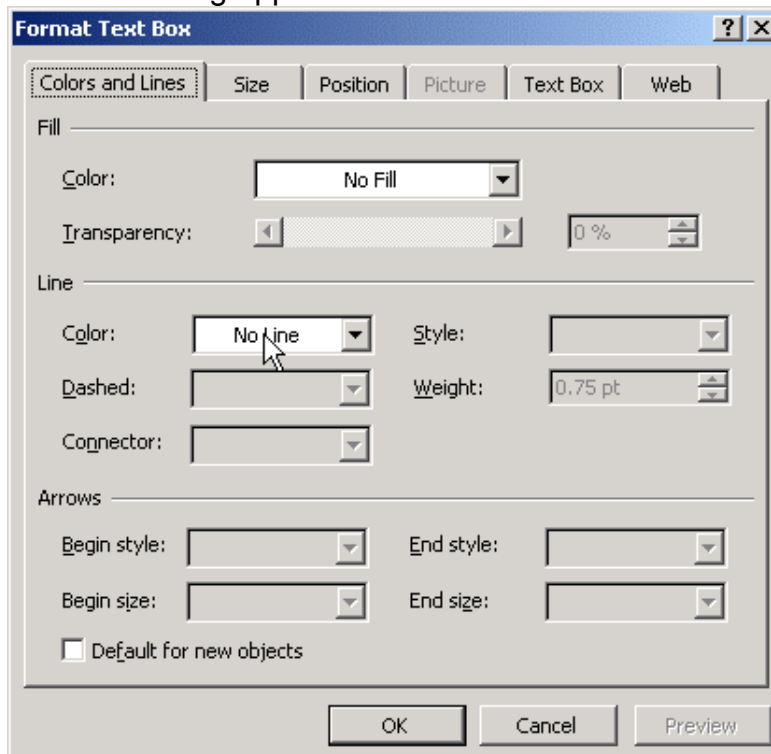 Format Text Box
Colors and Lines Size Position Picture Text Box Web
Fill
Color: No Fill
Transparency: 0 %
Line
Color: No Line Style:
Dashed: Weight: 0.75 pt
Connector:
Arrows
Begin style: End style:
Begin size: End size:
Default for new objects
OK Cancel Preview